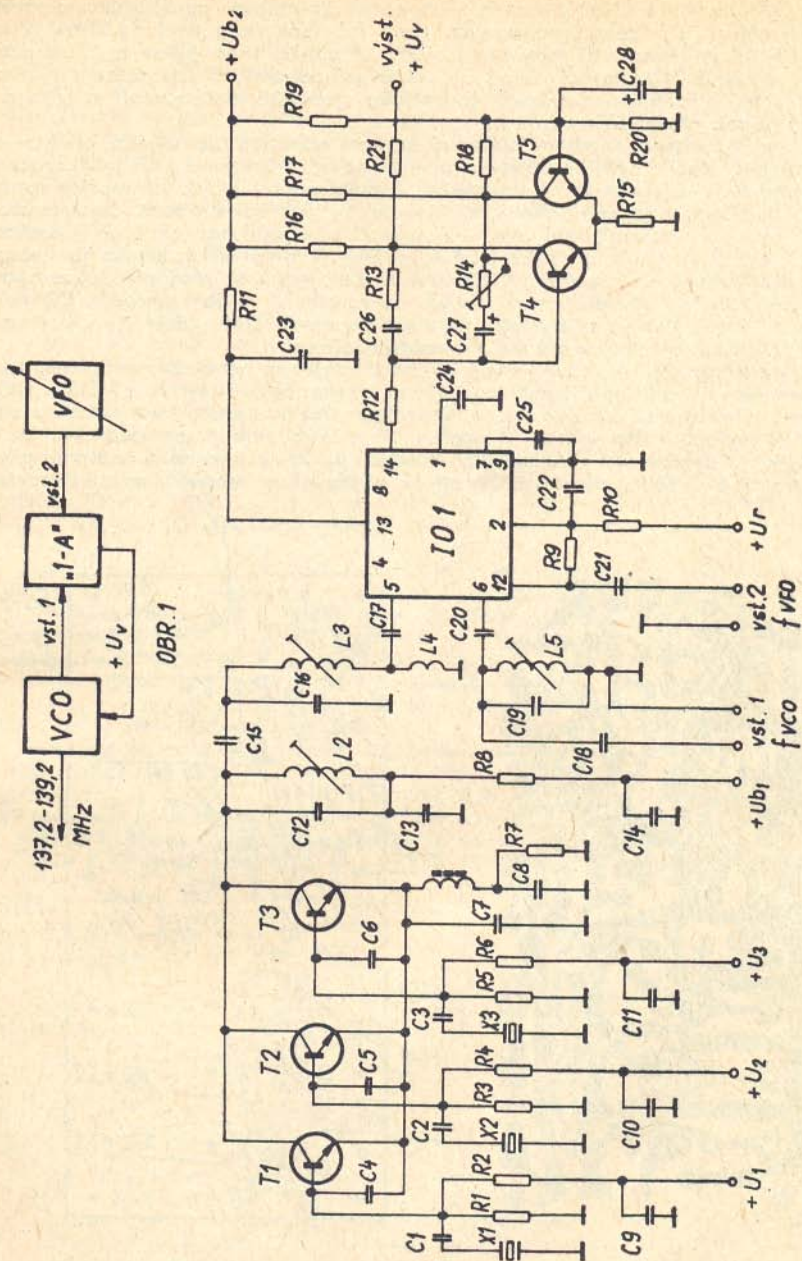 137,2-139,2
MHz
VCO
vst.1
+ Uv
„1-A"
vst.2
VFO
OBR.1
T1
T2
T3
C4
C5
C6
C1
X1
R1
R2
C9
+ U1
C2
X2
R3
R4
C10
+ U2
C3
X3
R5
R6
C11
+ U3
C7
C8
R7
C12
C13
L2
R8
C14
+Ub1
C15
C16
L3
L4
C17
C18
C19
L5
C20
vst.1
f VCO
vst.2
f VFO
C21
R9
R10
+Ur
C22
C25
IO 1
5
4
13
8
14
1
7
9
2
6
12
C24
R12
C23
R11
C26
R13
C27
+
R14
R16
R17
R18
R19
R21
T4
T5
R15
R20
+
C28
+ Ub2
výst.
+ Uv